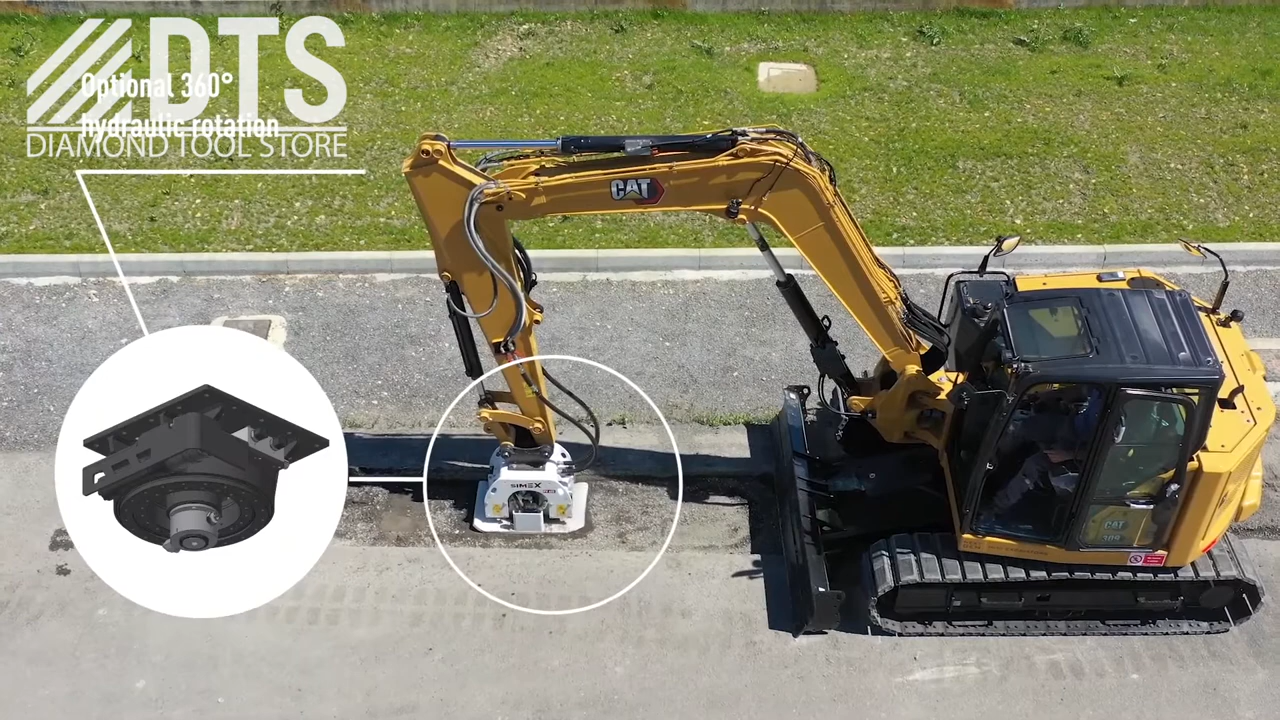 DTS
Optional 360°
hydraulic rotation
DIAMOND TOOL STORE
CAT
SIMEX
CAT
309